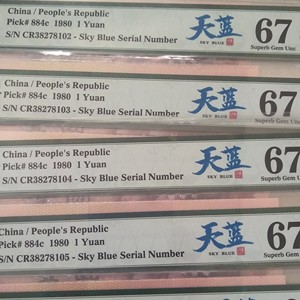 China / People's Republic
Pick# 884c 1980 1 Yuan
S/N CR38278102 - Sky Blue Serial Number
天蓝
SKY BLUE
67
Superb Gem Unc
China / People's Republic
Pick# 884c 1980 1 Yuan
S/N CR38278103 - Sky Blue Serial Number
天蓝
SKY BLUE
67
Superb Gem Unc
China / People's Republic
Pick# 884c 1980 1 Yuan
S/N CR38278104 - Sky Blue Serial Number
天蓝
SKY BLUE
67
Superb Gem Un
China / People's Republic
Pick# 884c 1980 1 Yuan
S/N CR38278105 - Sky Blue Serial Number
天蓝
SKY BLUE
67
Superb Gem